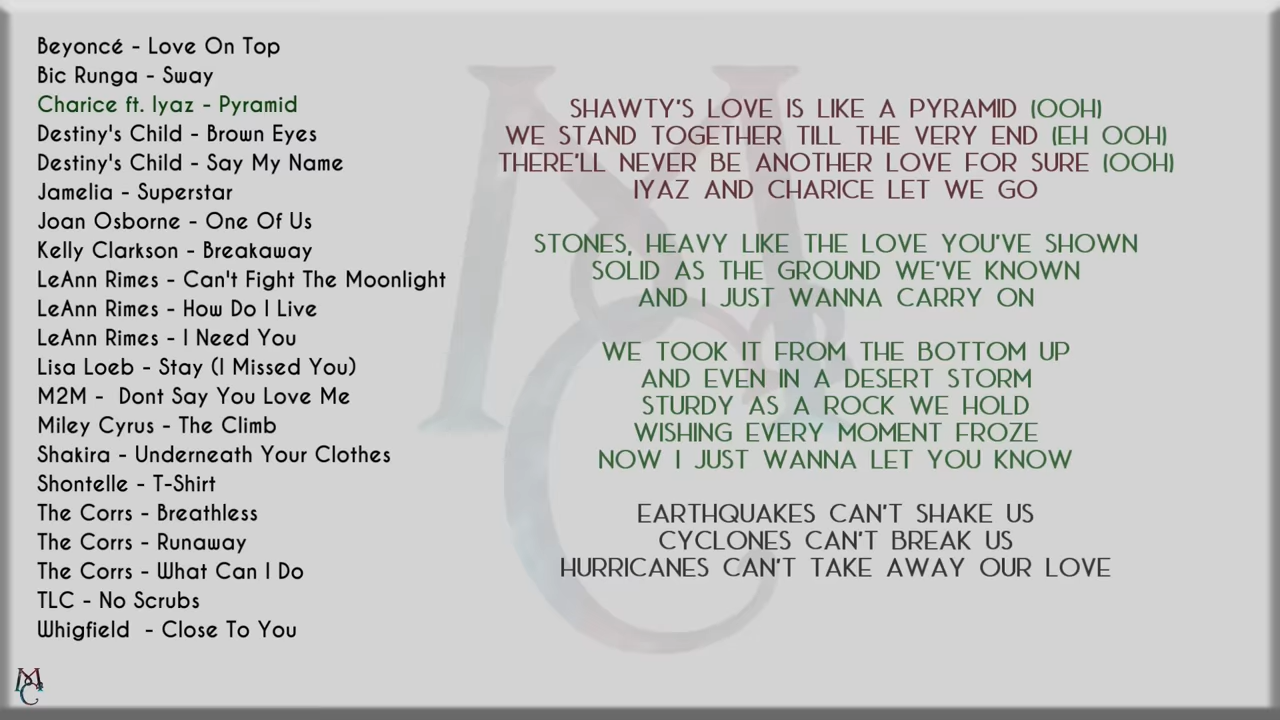 Beyoncé - Love On Top
Bic Runga - Sway
Charice ft. Iyaz - Pyramid
Destiny's Child - Brown Eyes
Destiny's Child - Say My Name
Jamelia - Superstar
Joan Osborne - One Of Us
Kelly Clarkson - Breakaway
LeAnn Rimes - Can't Fight The Moonlight
LeAnn Rimes - How Do I Live
LeAnn Rimes - I Need You
Lisa Loeb - Stay (I Missed You)
M2M -  Dont Say You Love Me
Miley Cyrus - The Climb
Shakira - Underneath Your Clothes
Shontelle - T-Shirt
The Corrs - Breathless
The Corrs - Runaway
The Corrs - What Can I Do
TLC - No Scrubs
Whigfield  - Close To You
SHAWTY'S LOVE IS LIKE A PYRAMID (OOH)
WE STAND TOGETHER TILL THE VERY END (EH OOH)
THERE'LL NEVER BE ANOTHER LOVE FOR SURE (OOH)
IYAZ AND CHARICE LET WE GO
STONES, HEAVY LIKE THE LOVE YOU'VE SHOWN
SOLID AS THE GROUND WE'VE KNOWN
AND I JUST WANNA CARRY ON
WE TOOK IT FROM THE BOTTOM UP
AND EVEN IN A DESERT STORM
STURDY AS A ROCK WE HOLD
WISHING EVERY MOMENT FROZE
NOW I JUST WANNA LET YOU KNOW
EARTHQUAKES CAN'T SHAKE US
CYCLONES CAN'T BREAK US
HURRICANES CAN'T TAKE AWAY OUR LOVE
MC